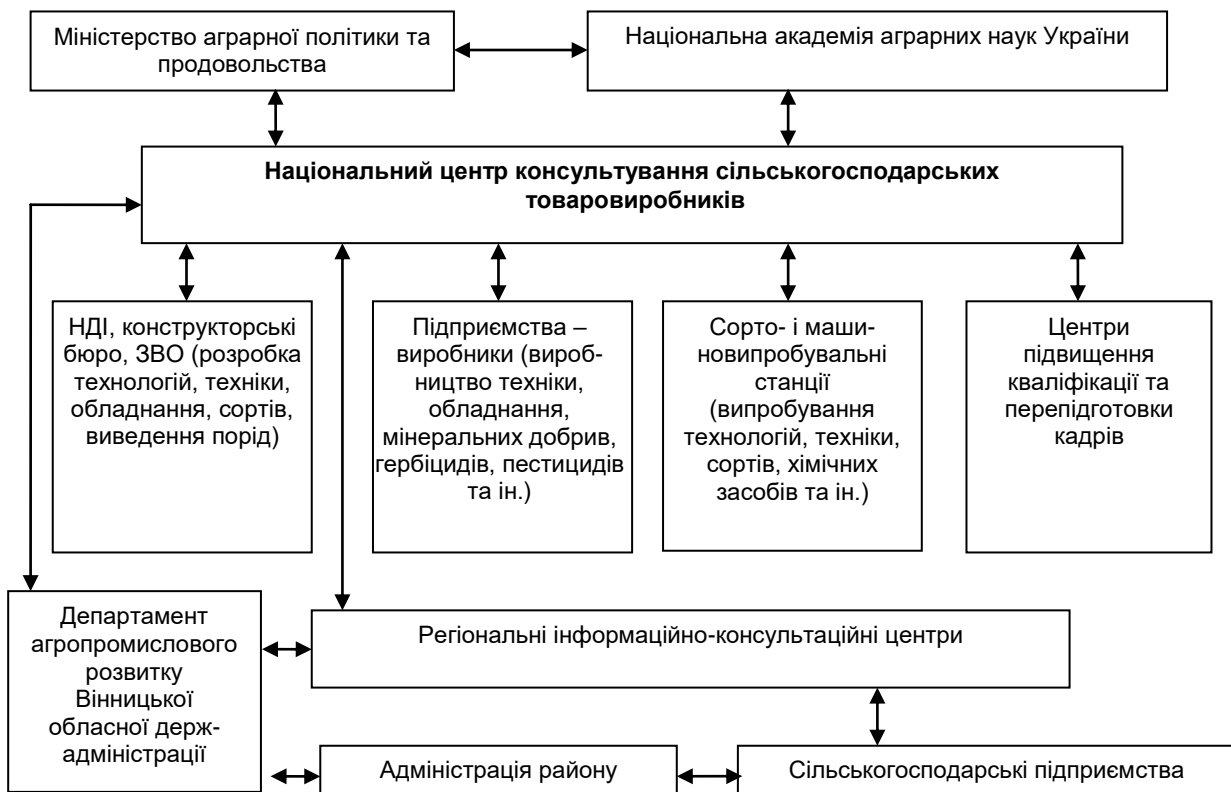 Міністерство аграрної політики та
продовольства
Національна академія аграрних наук України
Національний центр консультування сільськогосподарських
товаровиробників
НДІ, конструкторські
бюро, ЗВО (розробка
технологій, техніки,
обладнання, сортів,
виведення порід)
Підприємства –
виробники (вироб-
ництво техніки,
обладнання,
мінеральних добрив,
гербіцидів, пестицидів
та ін.)
Сорто- і маши-
новипробувальні
станції
(випробування
технологій, техніки,
сортів, хімічних
засобів та ін.)
Центри
підвищення
кваліфікації та
перепідготовки
кадрів
Департамент
агропромислового
розвитку
Вінницької
обласної держ-
адміністрації
Регіональні інформаційно-консультаційні центри
Адміністрація району
Сільськогосподарські підприємства